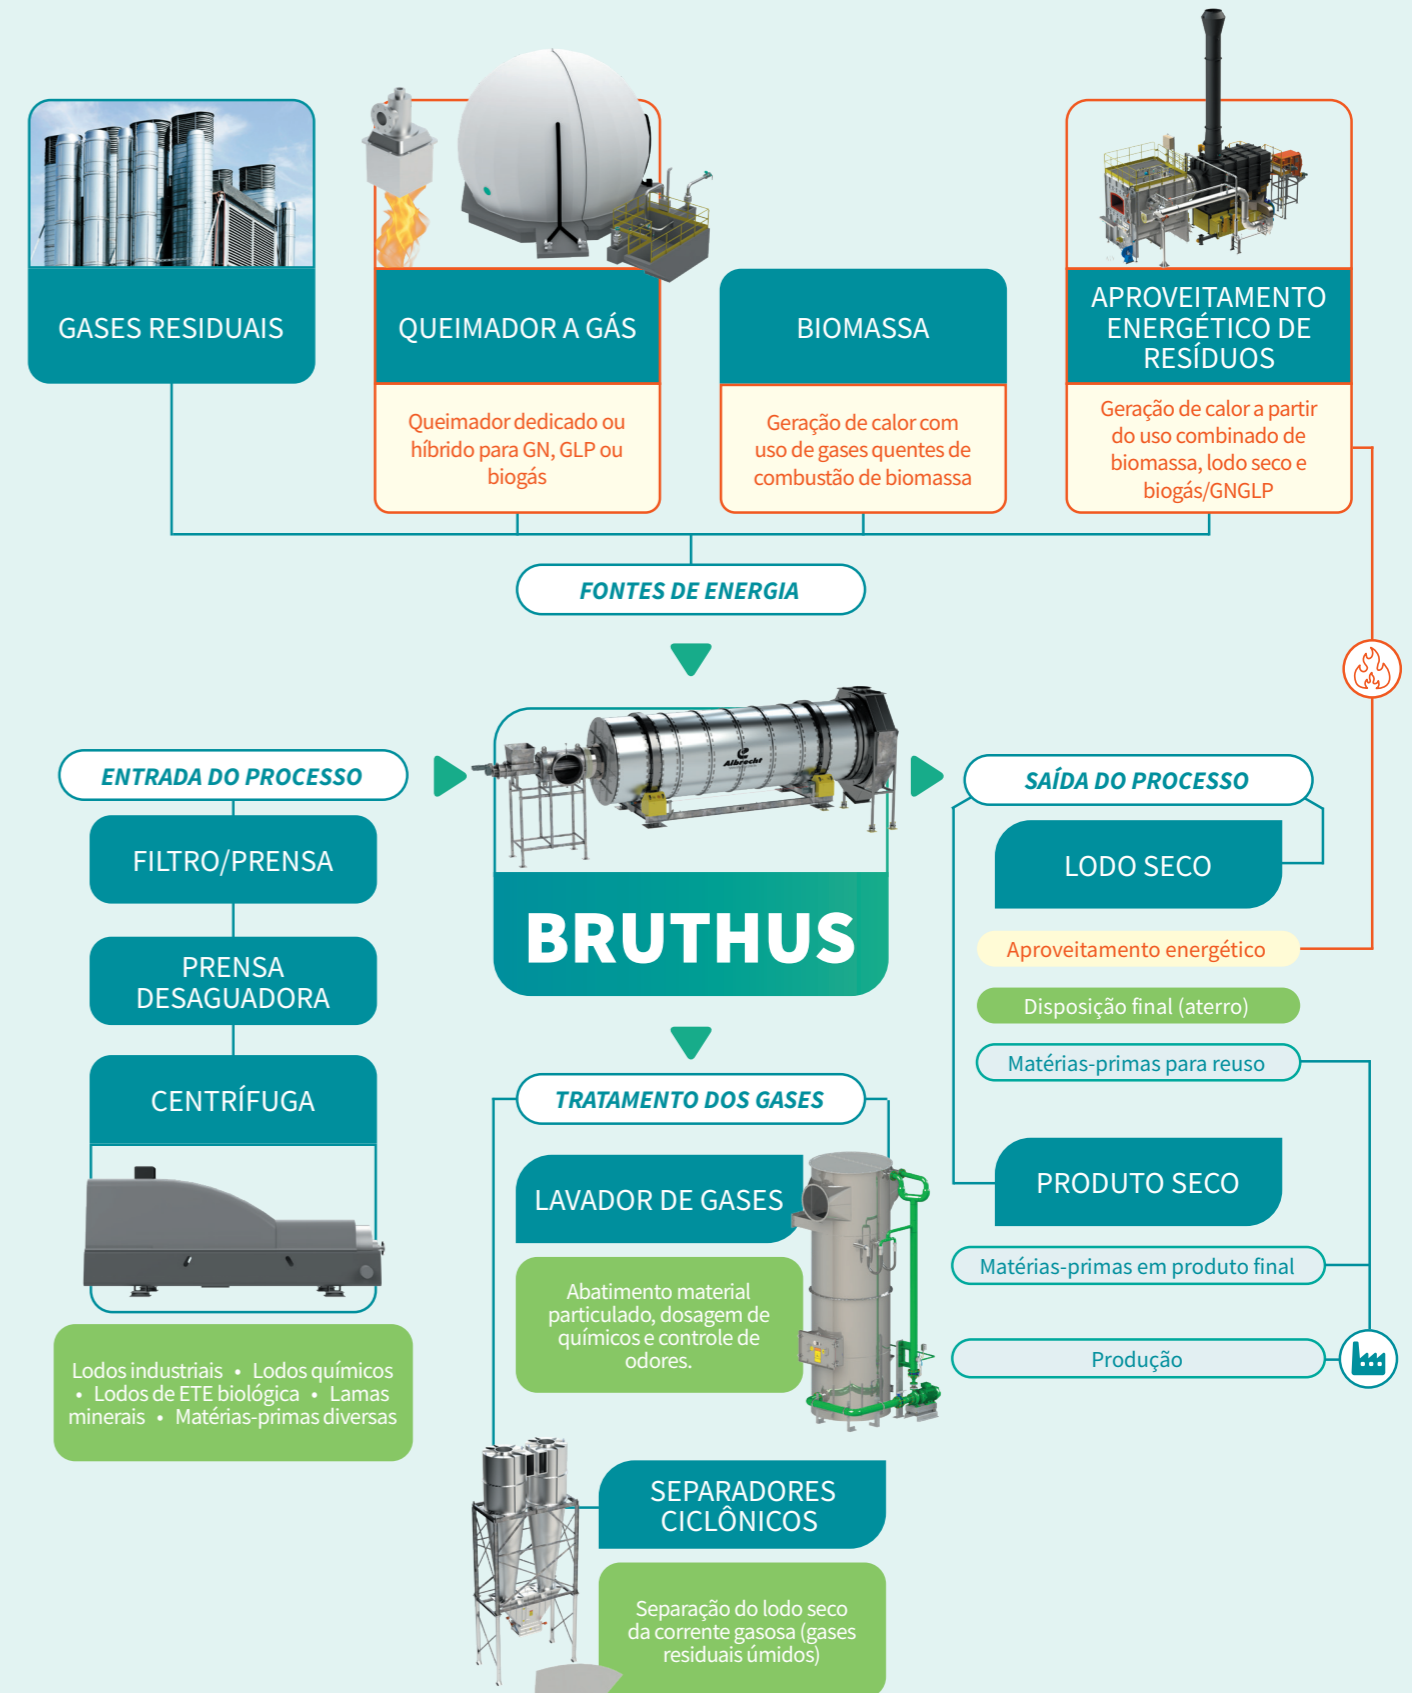 GASES RESIDUAIS
QUEIMADOR A GÁS
Queimador dedicado ou
híbrido para GN, GLP ou
biogás
BIOMASSA
Geração de calor com
uso de gases quentes de
combustão de biomassa
APROVEITAMENTO
ENERGÉTICO DE
RESÍDUOS
Geração de calor a partir
do uso combinado de
biomassa, lodo seco e
biogás/GNGLP
FONTES DE ENERGIA
ENTRADA DO PROCESSO
FILTRO/PRENSA
PRENSA
DESAGUADORA
CENTRÍFUGA
Lodos industriais • Lodos químicos
• Lodos de ETE biológica • Lamas
minerais • Matérias-primas diversas
Albrecht
BRUTHUS
TRATAMENTO DOS GASES
LAVADOR DE GASES
Abatimento material
particulado, dosagem de
químicos e controle de
odores.
SEPARADORES
CICLÔNICOS
Separação do lodo seco
da corrente gasosa (gases
residuais úmidos)
SAÍDA DO PROCESSO
LODO SECO
Aproveitamento energético
Disposição final (aterro)
Matérias-primas para reuso
PRODUTO SECO
Matérias-primas em produto final
Produção